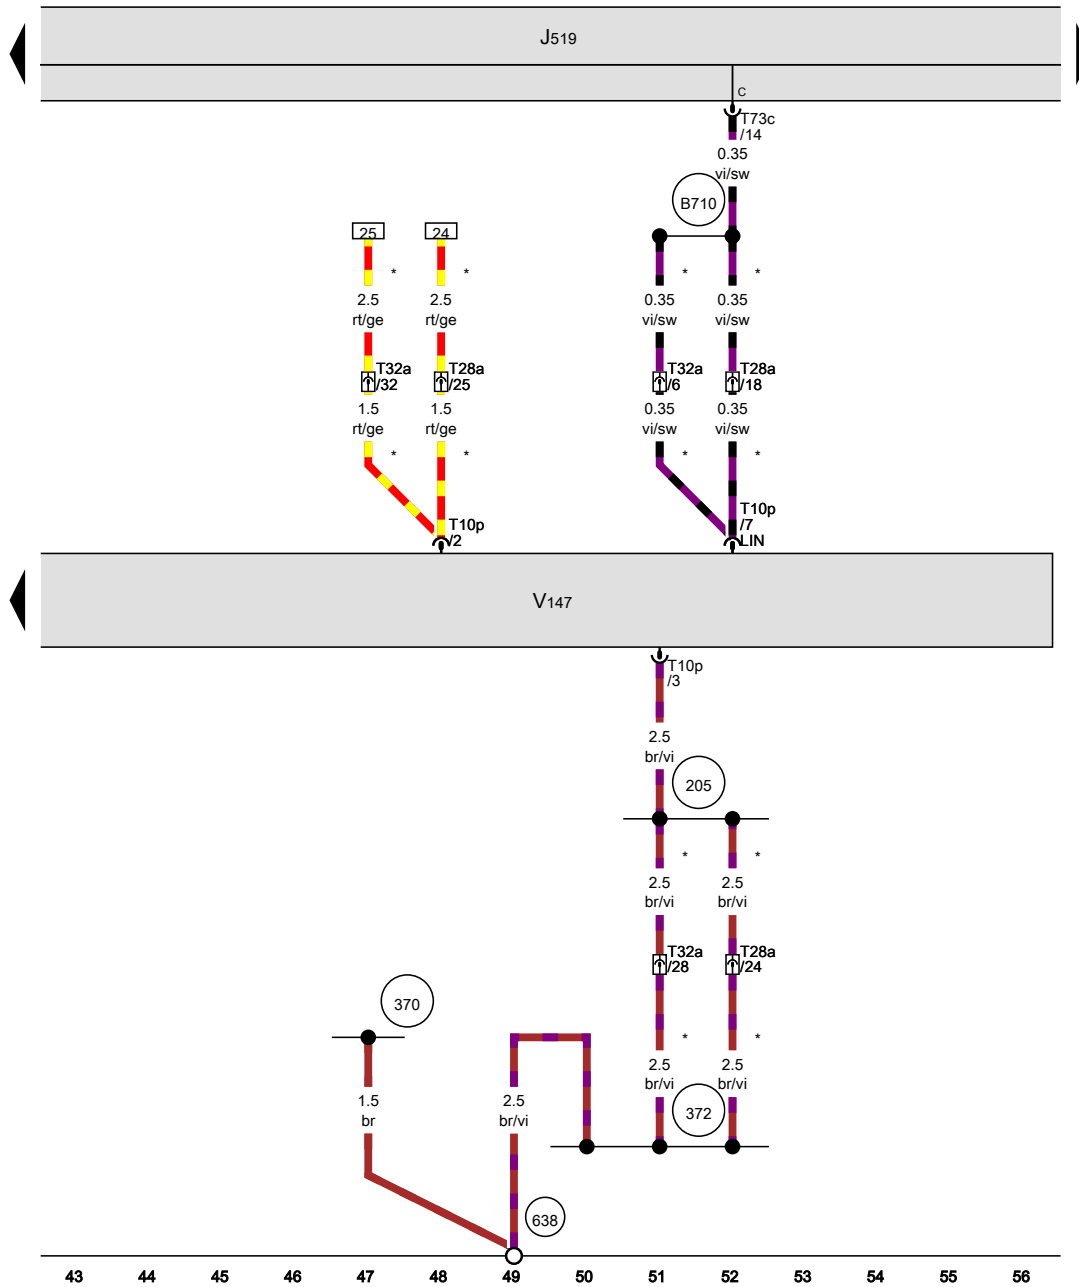 J519
c
T73c
/14
0.35
vi/sw
B710
25
24
*
*
*
*
2.5
rt/ge
2.5
rt/ge
0.35
vi/sw
0.35
vi/sw
T32a
/32
T28a
/25
T32a
/6
T28a
/18
1.5
rt/ge
1.5
rt/ge
0.35
vi/sw
0.35
vi/sw
*
*
*
*
T10p
/2
T10p
/7
LIN
V147
T10p
/3
2.5
br/vi
205
*
*
2.5
br/vi
2.5
br/vi
T32a
/28
T28a
/24
370
*
*
2.5
br/vi
2.5
br/vi
1.5
br
2.5
br/vi
372
638
43 44 45 46 47 48 49 50 51 52 53 54 55 56